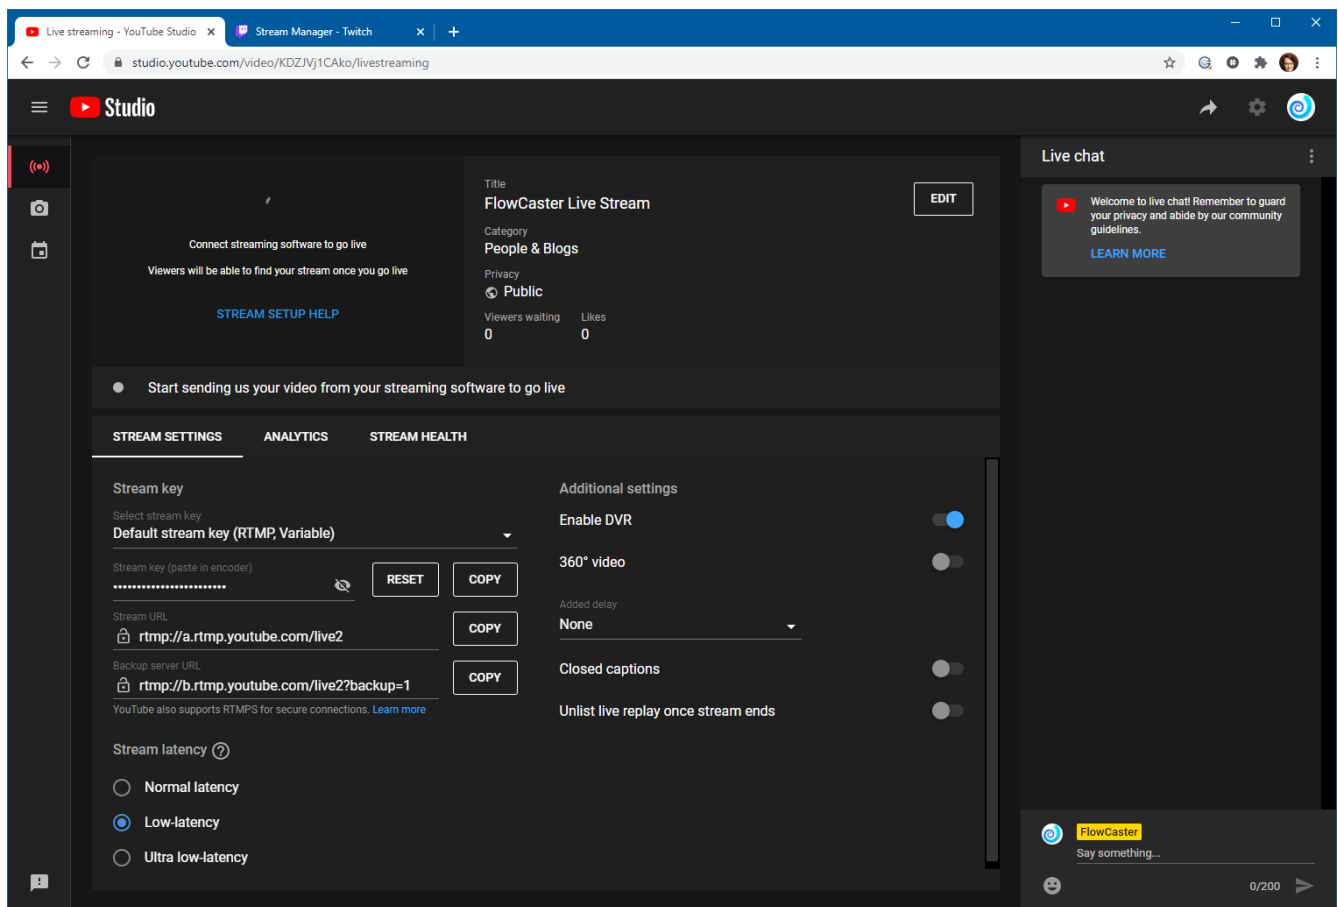 Live streaming - YouTube Studio
Stream Manager - Twitch
studio.youtube.com/video/KDZJVj1CAko/livestreaming
Studio
Connect streaming software to go live
Viewers will be able to find your stream once you go live
STREAM SETUP HELP
Title
FlowCaster Live Stream
EDIT
Category
People & Blogs
Privacy
Public
Viewers waiting Likes
0 0
Start sending us your video from your streaming software to go live
STREAM SETTINGS ANALYTICS STREAM HEALTH
Stream key
Select stream key
Default stream key (RTMP, Variable)
Stream key (paste in encoder)
••••••••••••••••••••••••
RESET COPY
Stream URL
rtmp://a.rtmp.youtube.com/live2
COPY
Backup server URL
rtmp://b.rtmp.youtube.com/live2?backup=1
COPY
YouTube also supports RTMPS for secure connections. Learn more
Stream latency ?
Normal latency
Low-latency
Ultra low-latency
Additional settings
Enable DVR
360° video
Added delay
None
Closed captions
Unlist live replay once stream ends
Live chat
Welcome to live chat! Remember to guard
your privacy and abide by our community
guidelines.
LEARN MORE
FlowCaster
Say something...
0/200